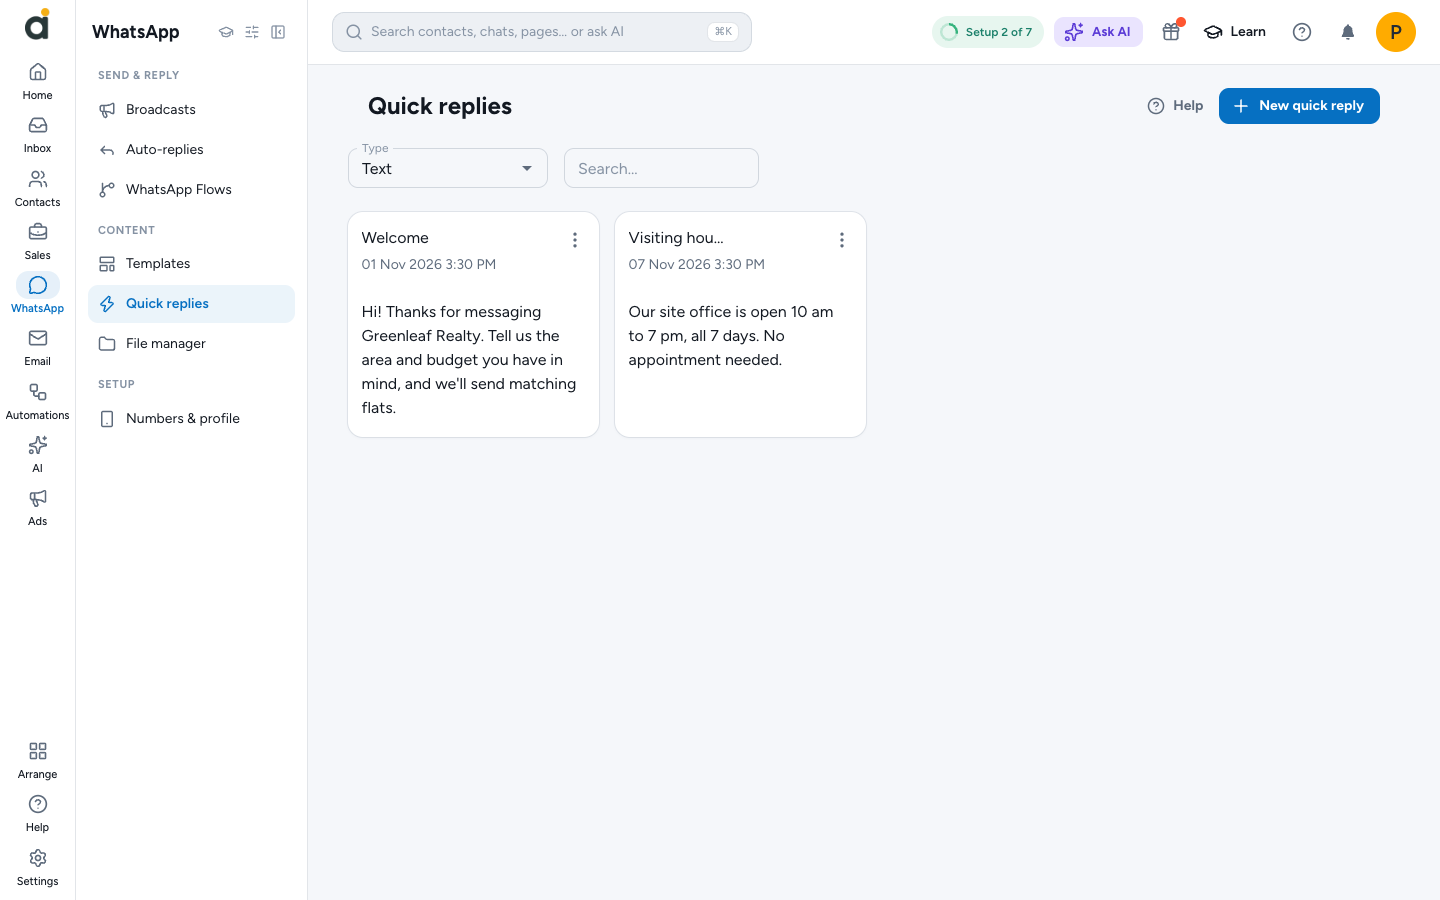 WhatsApp
Search contacts, chats, pages... or ask AI
⌘K
Setup 2 of 7
Ask AI
Learn
P
Home
Inbox
Contacts
Sales
WhatsApp
Email
Automations
AI
Ads
Arrange
Help
Settings
SEND & REPLY
Broadcasts
Auto-replies
WhatsApp Flows
CONTENT
Templates
Quick replies
File manager
SETUP
Numbers & profile
Quick replies
Help
New quick reply
Type
Text
Search...
Welcome
01 Nov 2026 3:30 PM
Hi! Thanks for messaging
Greenleaf Realty. Tell us the
area and budget you have in
mind, and we'll send matching
flats.
Visiting hou...
07 Nov 2026 3:30 PM
Our site office is open 10 am
to 7 pm, all 7 days. No
appointment needed.